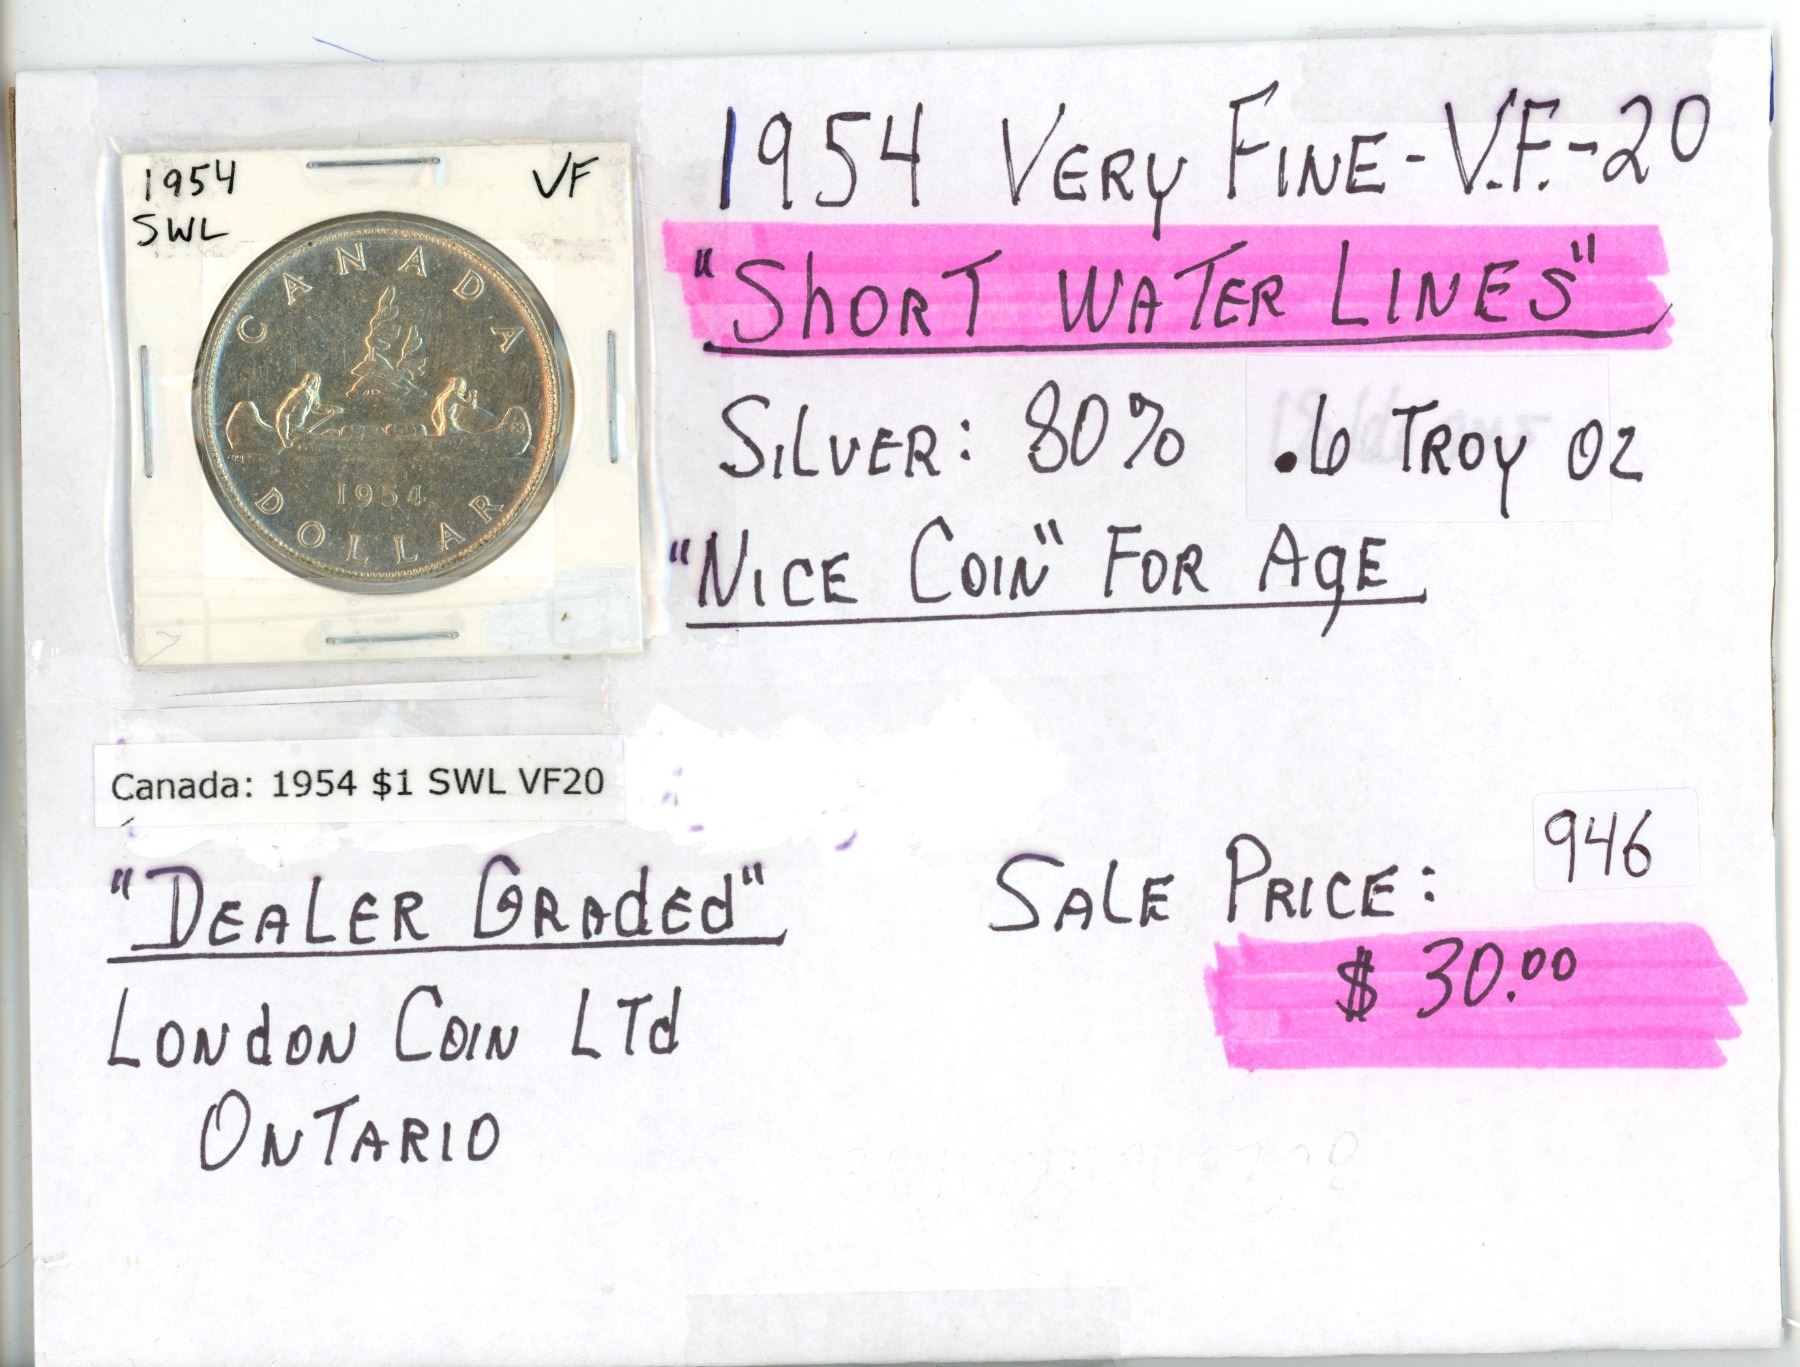 1954 VERY FINE - V.F.-20
"ShORT WATER LINES"
SILVER: 80% .6 TROY OZ
"NICE COIN" FOR AgE
1954 VF
SWL
CANADA
1954
DOLLAR
Canada: 1954 $1 SWL VF20
"DEALER GRAdEd"
LONdON COIN LTd
ONTARIO
946
SALE PRICE:
$ 30.00